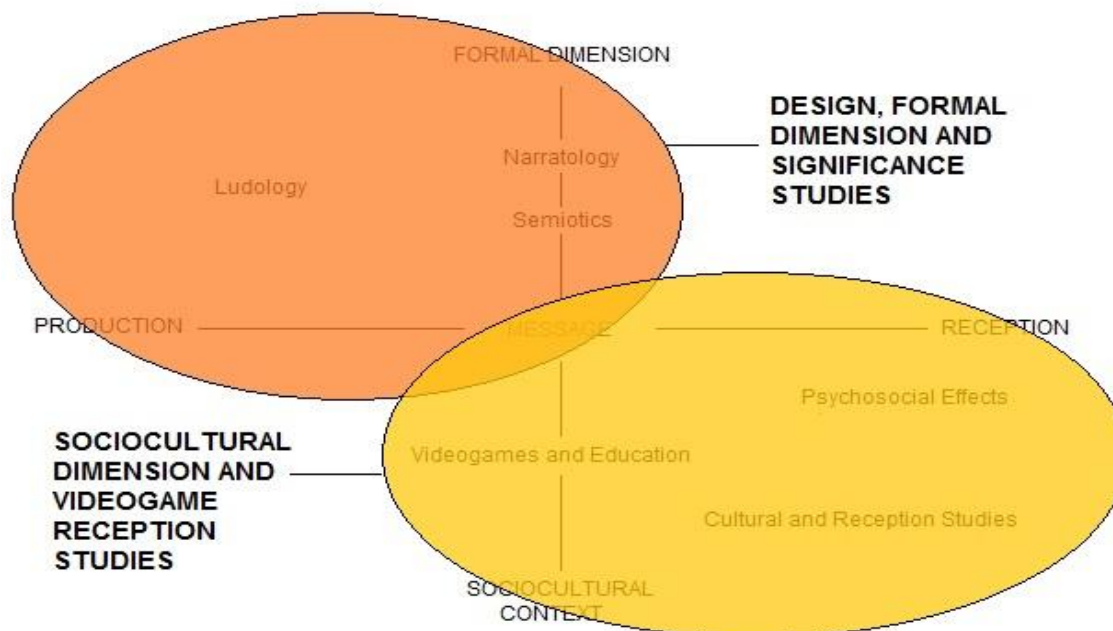 FORMAL DIMENSION
DESIGN, FORMAL
DIMENSION AND
SIGNIFICANCE
STUDIES
Narratology
Ludology
Semiotics
PRODUCTION
MESSAGE
RECEPTION
Psychosocial Effects
SOCIOCULTURAL
DIMENSION AND
VIDEOGAME
RECEPTION
STUDIES
Videogames and Education
Cultural and Reception Studies
SOCIOCULTURAL
CONTEXT